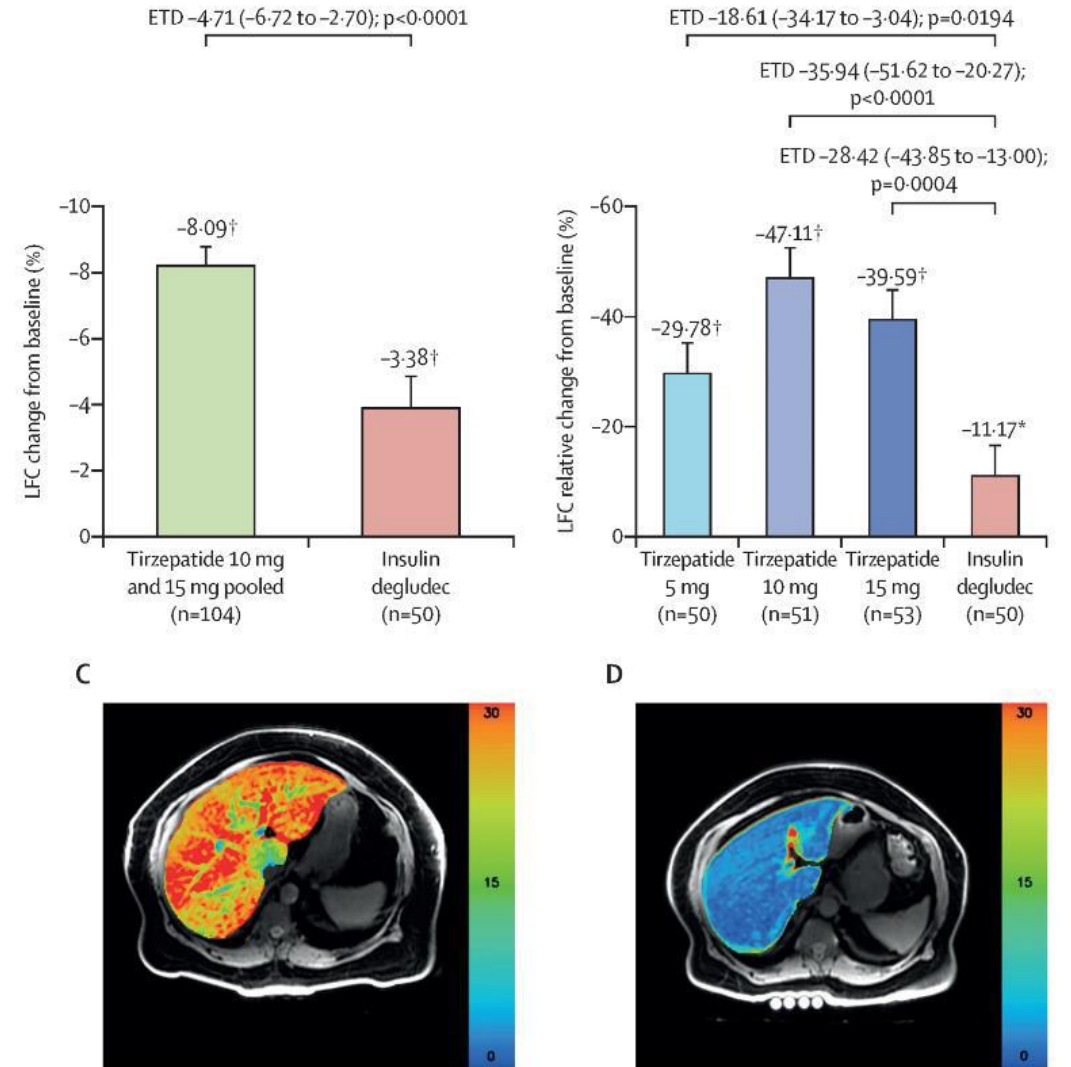 ETD –4·71 (–6·72 to –2·70); p<0·0001
LFC change from baseline (%)
–10
–8
–6
–4
–2
0
–8·09†
–3·38†
Tirzepatide 10 mg
and 15 mg pooled
(n=104)
Insulin
degludec
(n=50)
ETD –18·61 (–34·17 to –3·04); p=0·0194
ETD –35·94 (–51·62 to –20·27);
p<0·0001
ETD –28·42 (–43·85 to –13·00);
p=0·0004
LFC relative change from baseline (%)
–60
–40
–20
0
–29·78†
–47·11†
–39·59†
–11·17*
Tirzepatide
5 mg
(n=50)
Tirzepatide
10 mg
(n=51)
Tirzepatide
15 mg
(n=53)
Insulin
degludec
(n=50)
C
30
15
0
D
30
15
0